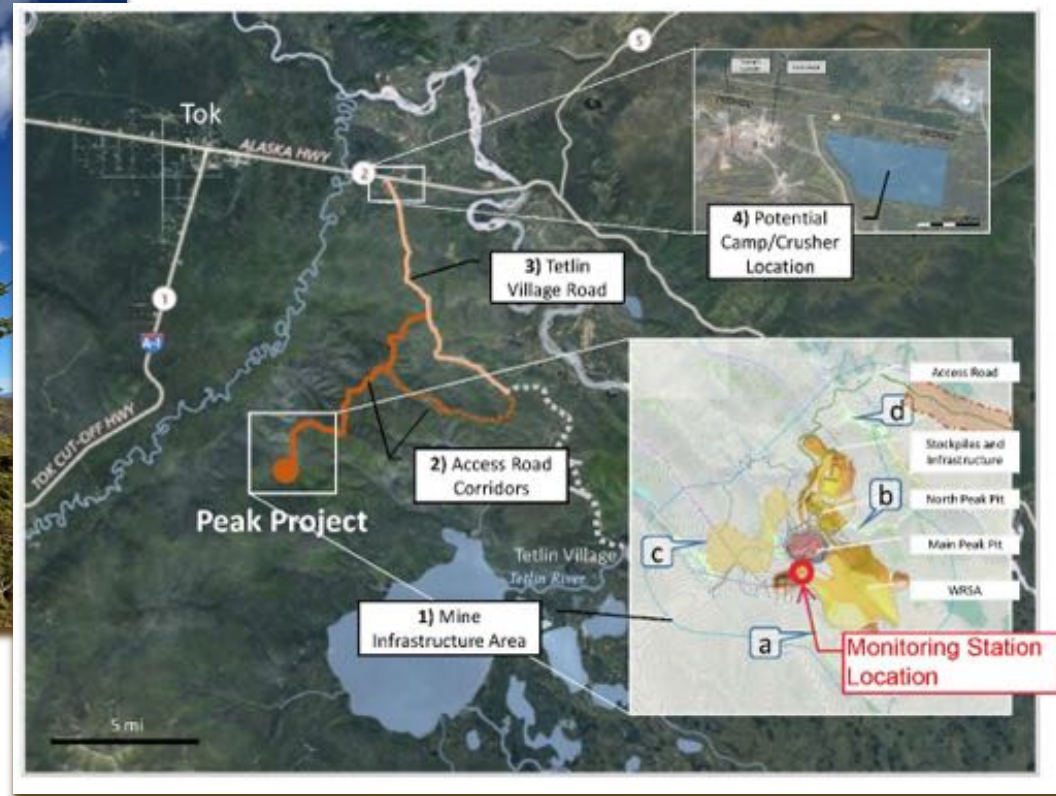 5
Tok
ALASKA HWY
2
4) Potential
Camp/Crusher
Location
3) Tetlin
Village Road
1
A-1
TOK CUT-OFF HWY
2) Access Road
Corridors
Peak Project
Tetlin Village
Tetlin River
1) Mine
Infrastructure Area
5 mi
Access Road
d
Stockpiles and
Infrastructure
b
North Peak Pit
c
Main Peak Pit
WRSA
a
Monitoring Station
Location